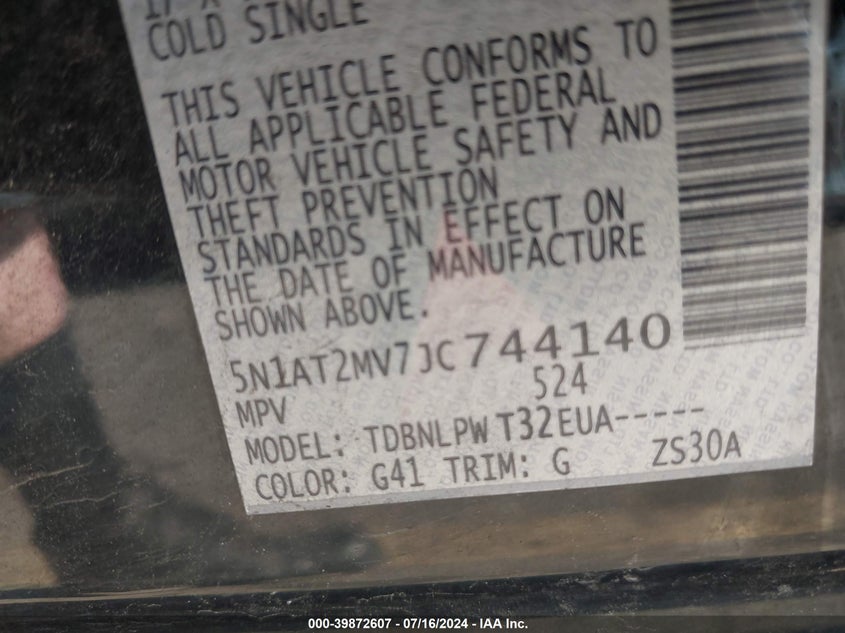 COLD SINGLE
THIS VEHICLE CONFORMS TO
ALL APPLICABLE FEDERAL
MOTOR VEHICLE SAFETY AND
THEFT PREVENTION
STANDARDS IN EFFECT ON
THE DATE OF MANUFACTURE
SHOWN ABOVE.
5N1AT2MV7JC744140
MPV 524
MODEL: TDBNLPW T32EUA-----
COLOR: G41 TRIM: G ZS30A
000-39872607 - 07/16/2024 - IAA Inc.